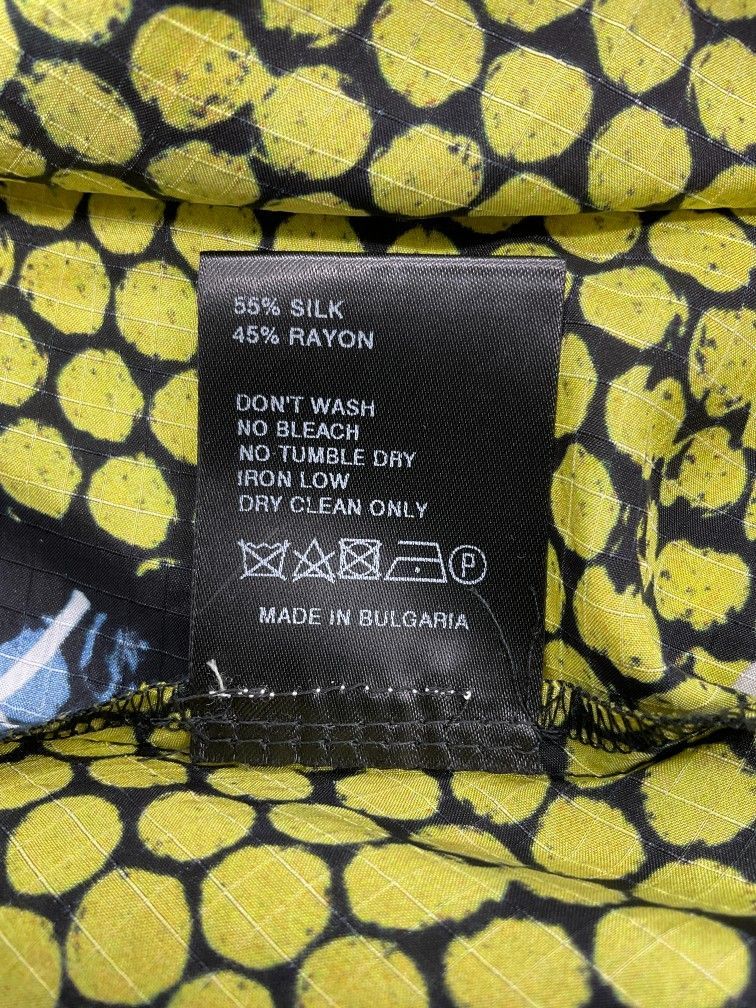 55% SILK
45% RAYON
DON'T WASH
NO BLEACH
NO TUMBLE DRY
IRON LOW
DRY CLEAN ONLY
P
MADE IN BULGARIA